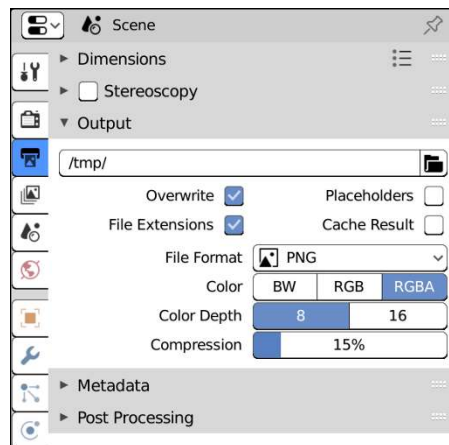 Scene
Dimensions
Stereoscopy
Output
/tmp/
Overwrite Placeholders
File Extensions Cache Result
File Format PNG
Color BW RGB RGBA
Color Depth 8 16
Compression 15%
Metadata
Post Processing